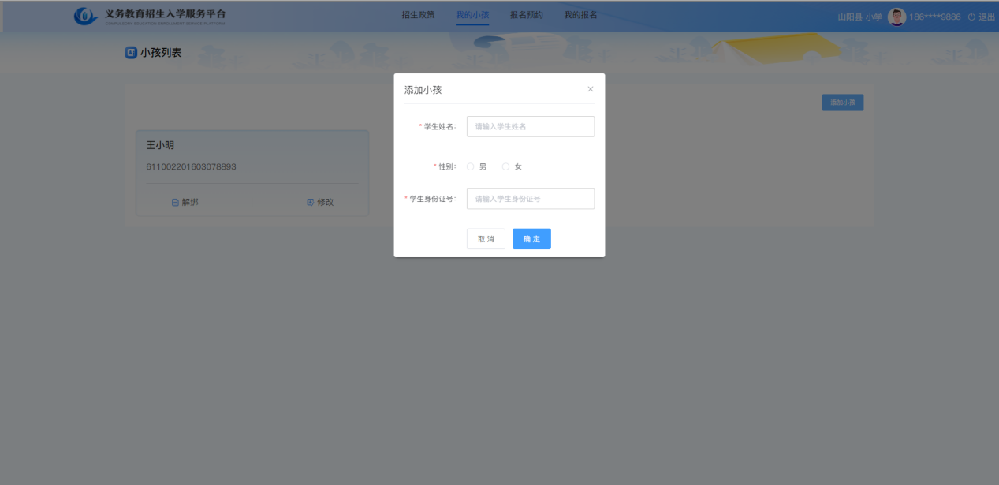 义务教育招生入学服务平台
COMPULSORY EDUCATION ENROLLMENT SERVICE PLATFORM
招生政策 我的小孩 报名预约 我的报名
山阳县 小学 186****9886 退出
小孩列表
添加小孩
添加小孩
王小明
611002201603078893
解绑 修改
* 学生姓名： 请输入学生姓名
* 性别： 男 女
* 学生身份证号： 请输入学生身份证号
取 消 确 定